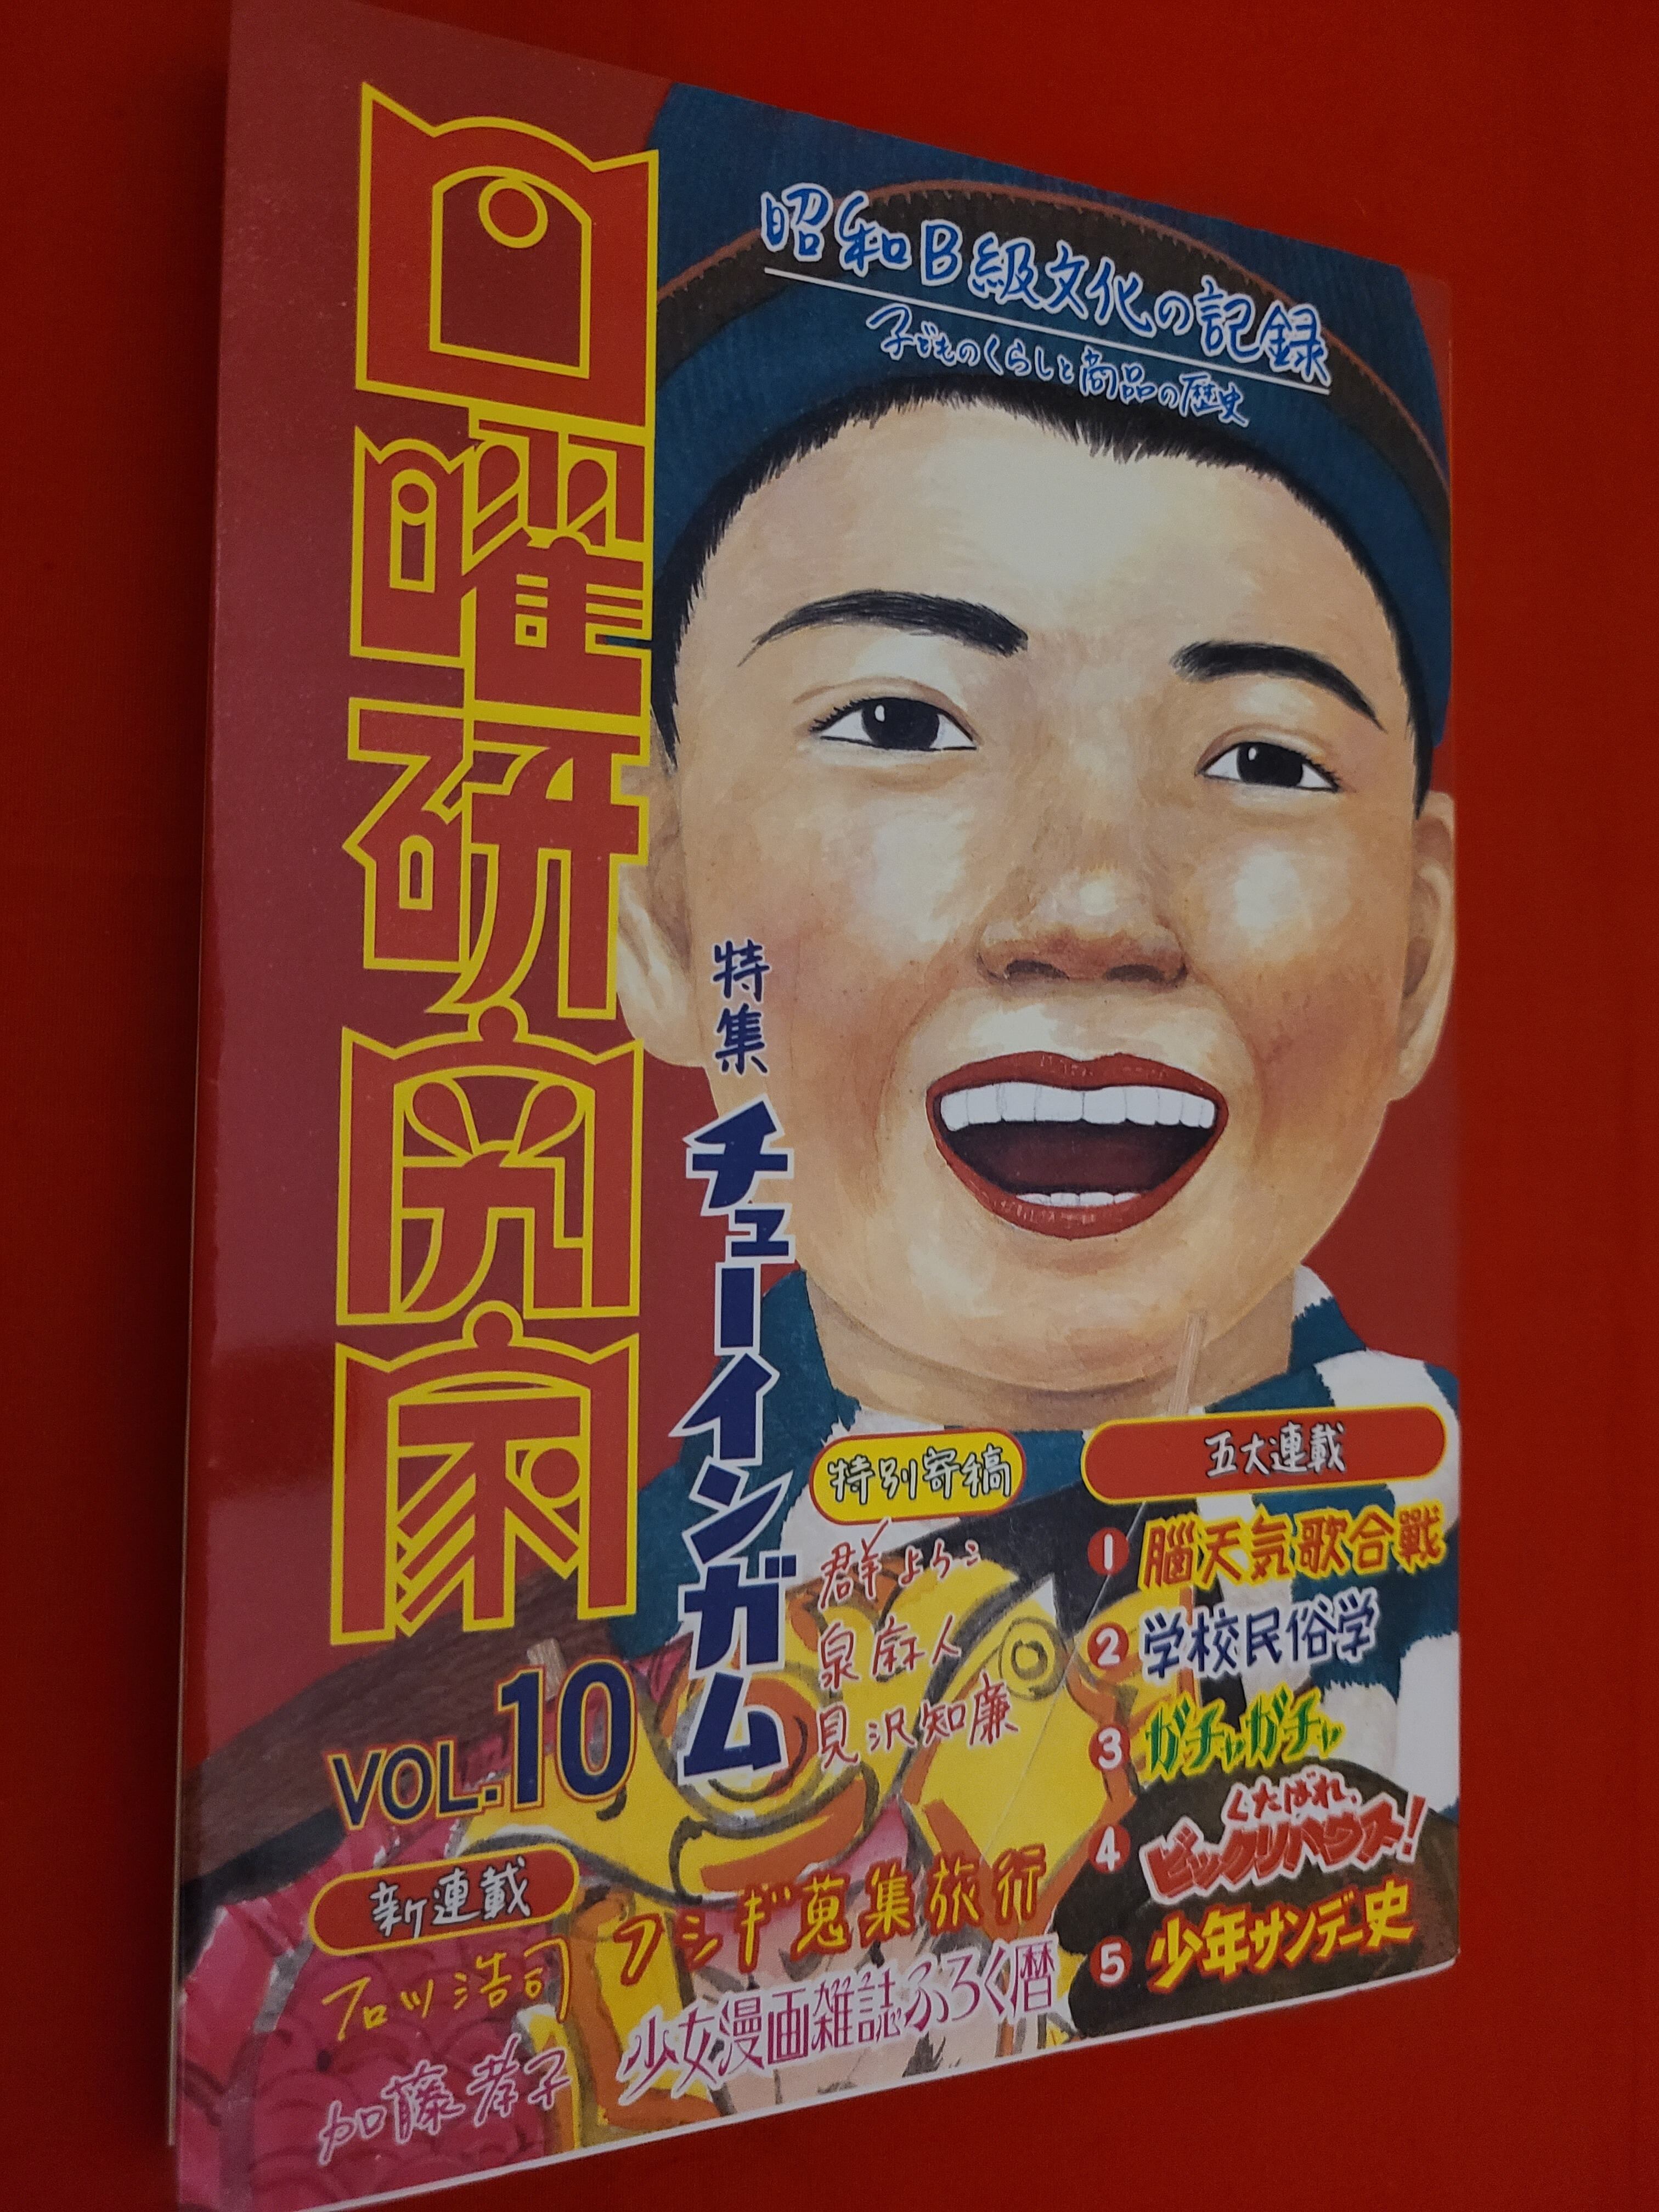 日曜研究家
VOL.10
昭和B級文化の記録
子どものくらしと商品の歴史
特集
チューインガム
特別寄稿
群ようこ
泉麻人
見沢知廉
五大連載
1 腦天気歌合戰
2 学校民俗学
3 ガチャガチャ
4 くたばれ、
ビックリハウス!
5 少年サンデー史
新連載
フロツ浩司
フシギ蒐集旅行
加藤孝子
少女漫画雑誌ふろく暦